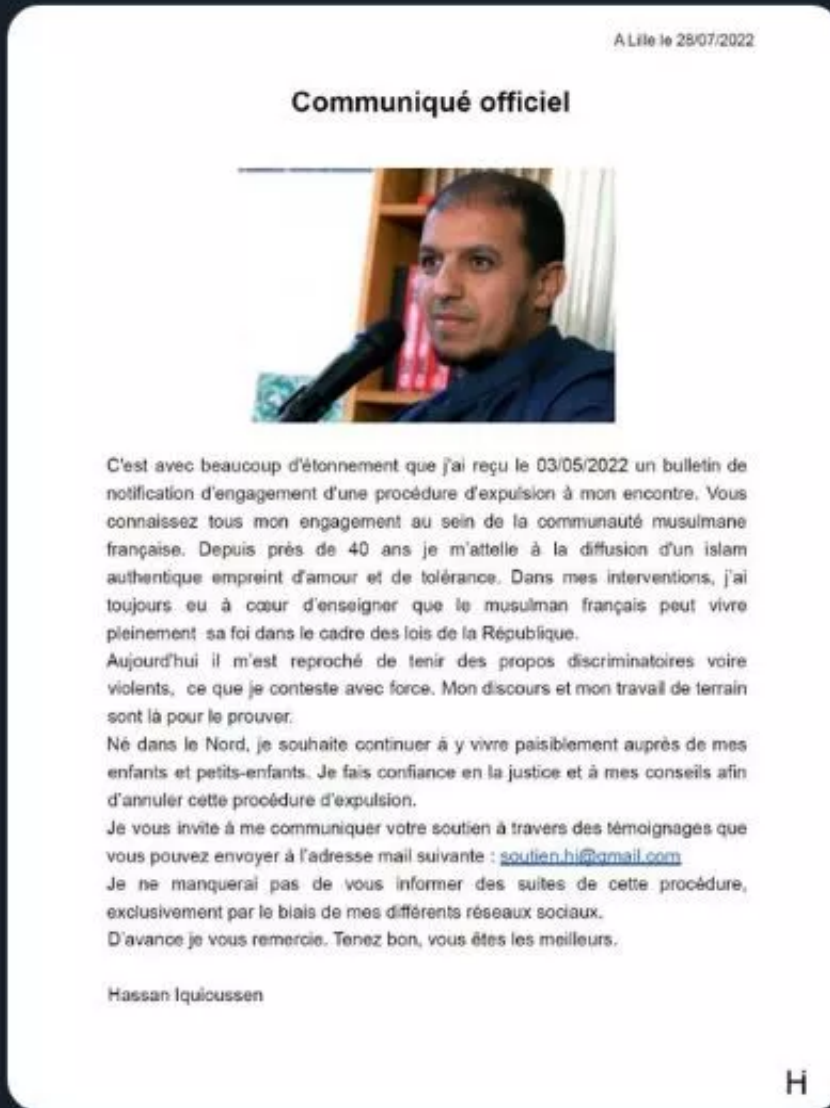 A Lille le 28/07/2022
Communiqué officiel
C'est avec beaucoup d'étonnement que j'ai reçu le 03/05/2022 un bulletin de
notification d'engagement d'une procédure d'expulsion à mon encontre. Vous
connaissez tous mon engagement au sein de la communauté musulmane
française. Depuis près de 40 ans je m'attelle à la diffusion d'un islam
authentique empreint d'amour et de tolérance. Dans mes interventions, j'ai
toujours eu à cœur d'enseigner que le musulman français peut vivre
pleinement sa foi dans le cadre des lois de la République.
Aujourd'hui il m'est reproché de tenir des propos discriminatoires voire
violents, ce que je conteste avec force. Mon discours et mon travail de terrain
sont là pour le prouver.
Né dans le Nord, je souhaite continuer à y vivre paisiblement auprès de mes
enfants et petits-enfants. Je fais confiance en la justice et à mes conseils afin
d'annuler cette procédure d'expulsion.
Je vous invite à me communiquer votre soutien à travers des témoignages que
vous pouvez envoyer à l'adresse mail suivante : soutien.hi@gmail.com
Je ne manquerai pas de vous informer des suites de cette procédure,
exclusivement par le biais de mes différents réseaux sociaux.
D'avance je vous remercie. Tenez bon, vous êtes les meilleurs.
Hassan Iquioussen
H